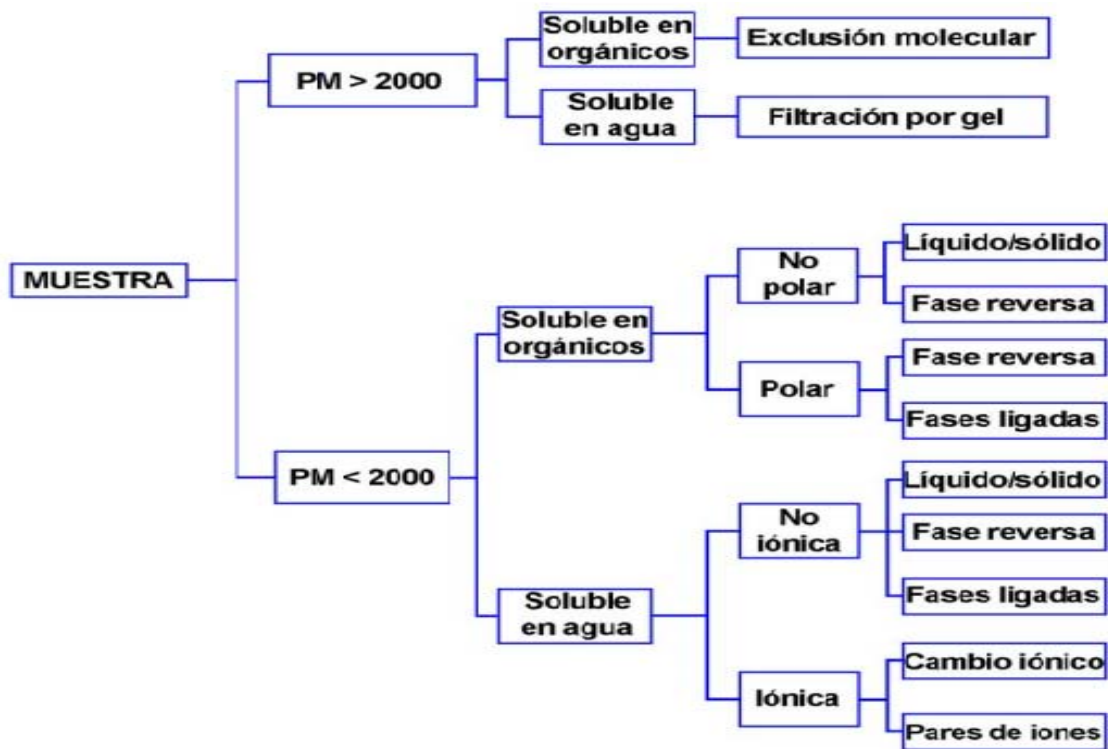 Soluble en
orgánicos
Exclusión molecular
PM > 2000
Soluble
en agua
Filtración por gel
MUESTRA
Soluble en
orgánicos
No
polar
Líquido/sólido
Fase reversa
Polar
Fase reversa
Fases ligadas
PM < 2000
Soluble
en agua
No
iónica
Líquido/sólido
Fase reversa
Fases ligadas
Iónica
Cambio iónico
Pares de iones